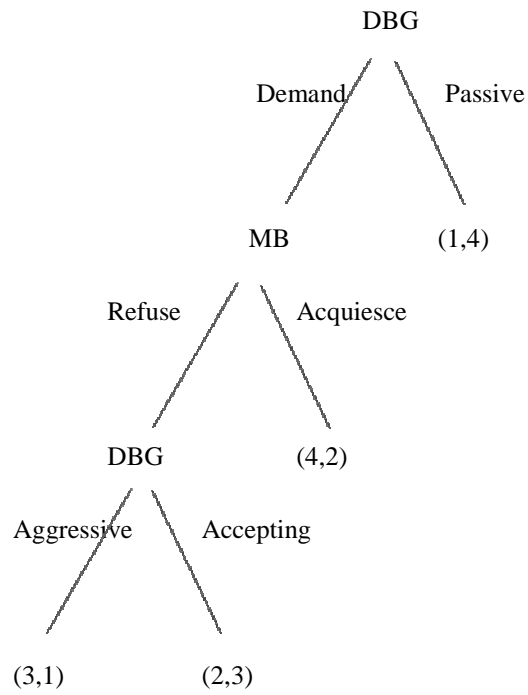 DBG
Demand Passive
MB (1,4)
Refuse Acquiesce
DBG (4,2)
Aggressive Accepting
(3,1) (2,3)